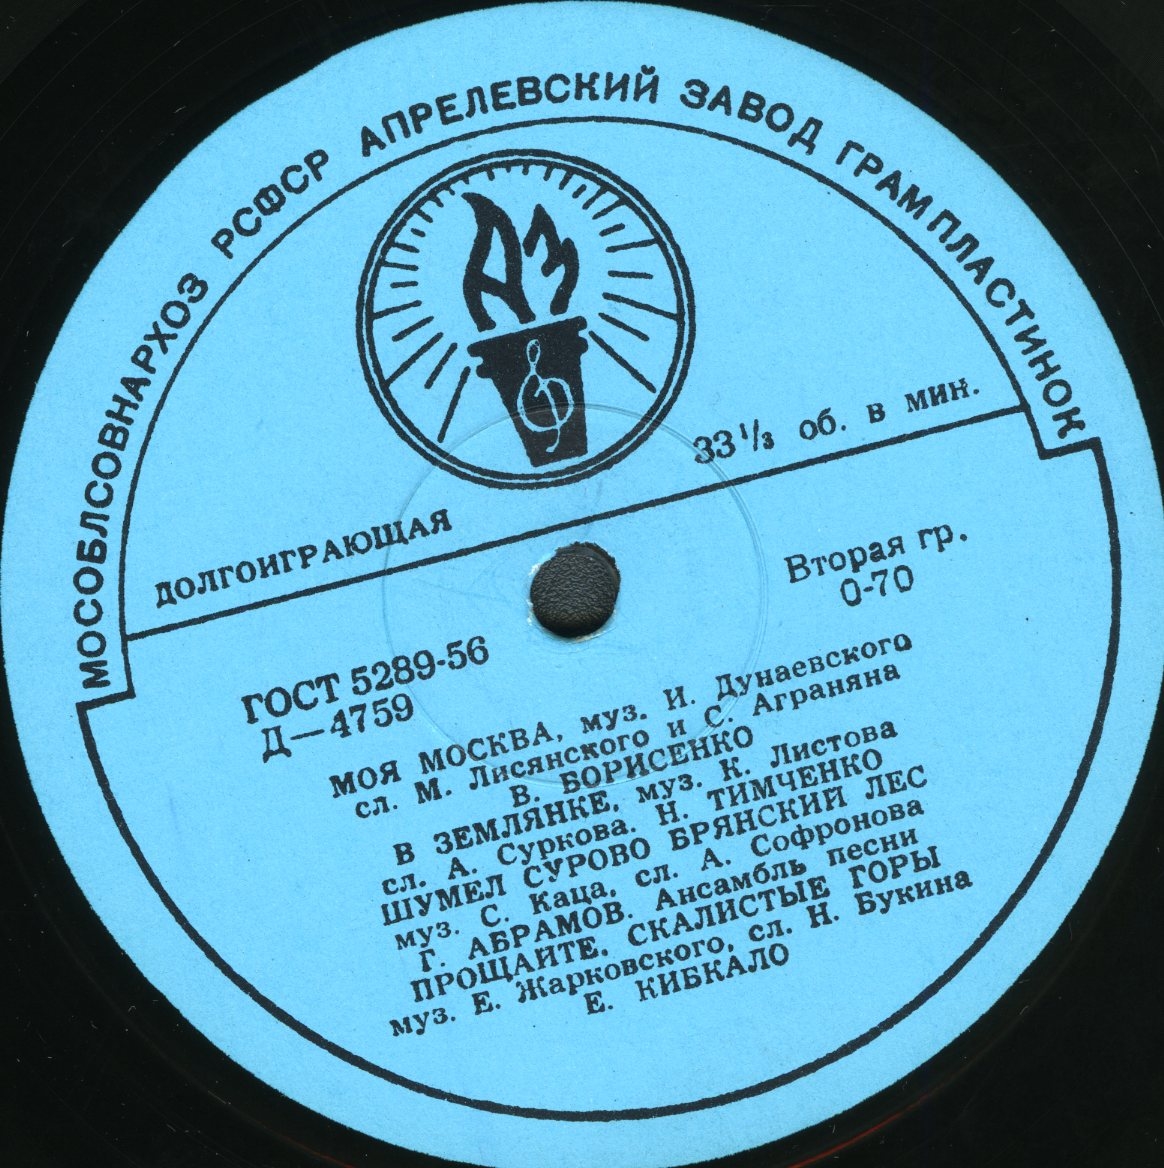 МОСОБЛСОВНАРХОЗ РСФСР АПРЕЛЕВСКИЙ ЗАВОД ГРАМПЛАСТИНОК
АЗ
ДОЛГОИГРАЮЩАЯ
33 1/3 об. в мин.
Вторая гр.
0-70
ГОСТ 5289-56
Д—4759
МОЯ МОСКВА, муз. И. Дунаевского
сл. М. Лисянского и С. Аграняна
В. БОРИСЕНКО
В ЗЕМЛЯНКЕ, муз. К. Листова
сл. А. Суркова. Н. ТИМЧЕНКО
ШУМЕЛ СУРОВО БРЯНСКИЙ ЛЕС
муз. С. Каца, сл. А. Софронова
Г. АБРАМОВ. Ансамбль песни
ПРОЩАЙТЕ, СКАЛИСТЫЕ ГОРЫ
муз. Е. Жарковского, сл. Н. Букина
Е. КИБКАЛО